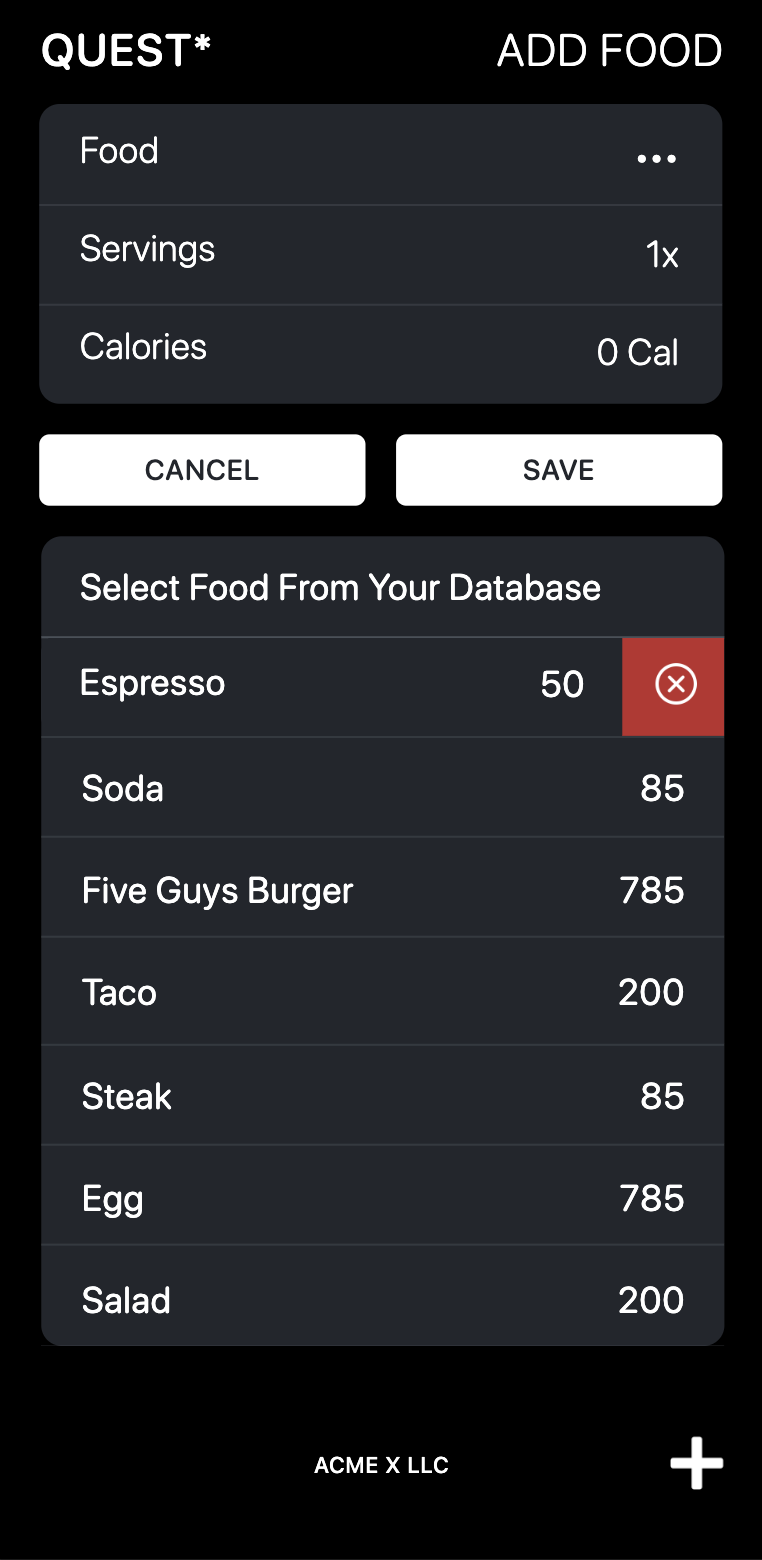 QUEST* ADD FOOD
Food ...
Servings 1x
Calories 0 Cal
CANCEL SAVE
Select Food From Your Database
Espresso 50
Soda 85
Five Guys Burger 785
Taco 200
Steak 85
Egg 785
Salad 200
ACME X LLC